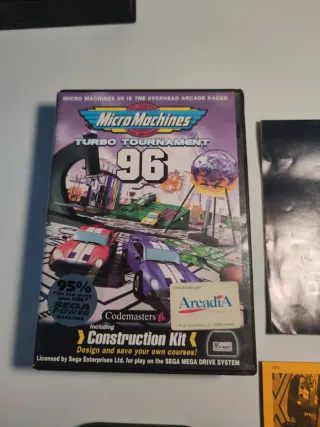 MICRO MACHINES 96 IS THE OVERHEAD ARCADE RACER
MicroMachines
TURBO TOURNAMENT
96
95%
SEGA
POWER
MAGAZINE
Codemasters
ArcadiA
including
Construction Kit
Design and save your own courses!
Licensed by Sega Enterprises Ltd. for play on the SEGA MEGA DRIVE SYSTEM